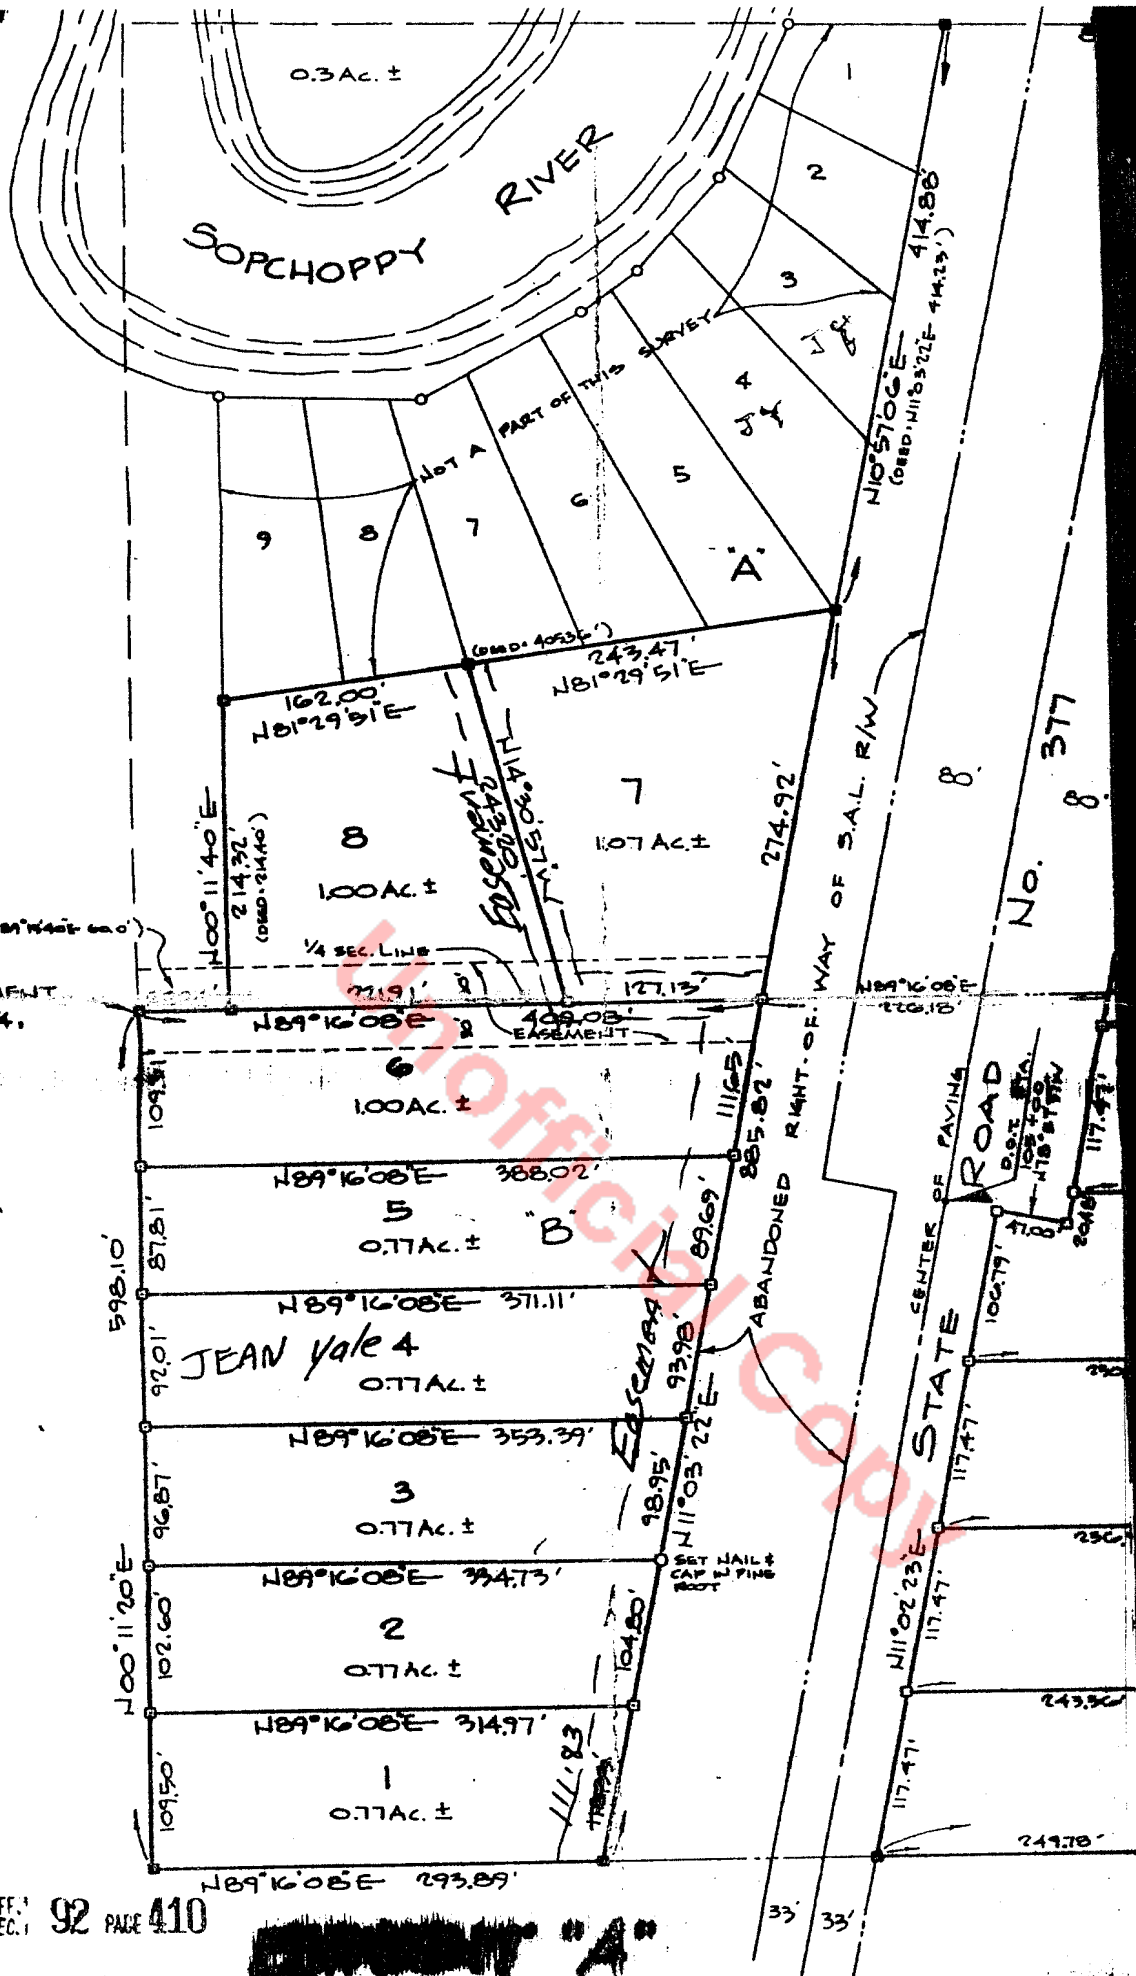 0.3 Ac. ±
1
2
414.88'
RIVER
SOPCHOPPY
3
N10°57'06"E
(DEED: N11°03'22"E 414.23')
4
NOT A PART OF THIS SURVEY
5
6
7
8
9
"A"
(DEED: 405.36')
243.47'
N81°29'51"E
162.00'
N81°29'51"E
377
8.
8.
No.
7
1.07 Ac. ±
274.92'
8
1.00 Ac. ±
243.20'
Easement
N00°11'40"E
214.32'
(DEED: 214.40')
ABANDONED RIGHT-OF-WAY OF S.A.L. R/W
1/4 SEC. LINE
127.13'
N89°16'08"E
409.08'
EASEMENT
N89°16'08"E
226.18'
6
1.00 AC. ±
111.65'
885.82'
N89°16'08"E 388.02'
5
0.77 AC. ±
"B"
87.81'
89.69'
598.10'
N89°16'08"E 371.11'
JEAN Yale 4
0.77 AC. ±
92.01'
93.98'
Easement
N89°16'08"E 353.39'
3
0.77 AC. ±
96.87'
98.95'
N11°03'22"E
N89°16'08"E 334.73'
SET NAIL &
CAP IN PINE
ROOT
2
0.77 AC. ±
N00°11'20"E
102.60'
104.80'
N89°16'08"E 314.97'
1
0.77 AC. ±
109.50'
111.83
N89°16'08"E 293.89'
CENTER OF PAVING
STATE ROAD
D.O.T. STA.
47.00'
117.47'
106.79'
117.47'
N11°02'23"E
117.47'
243.36'
117.47'
249.78'
33' 33'
92 PAGE 410
"A"
Unofficial Copy